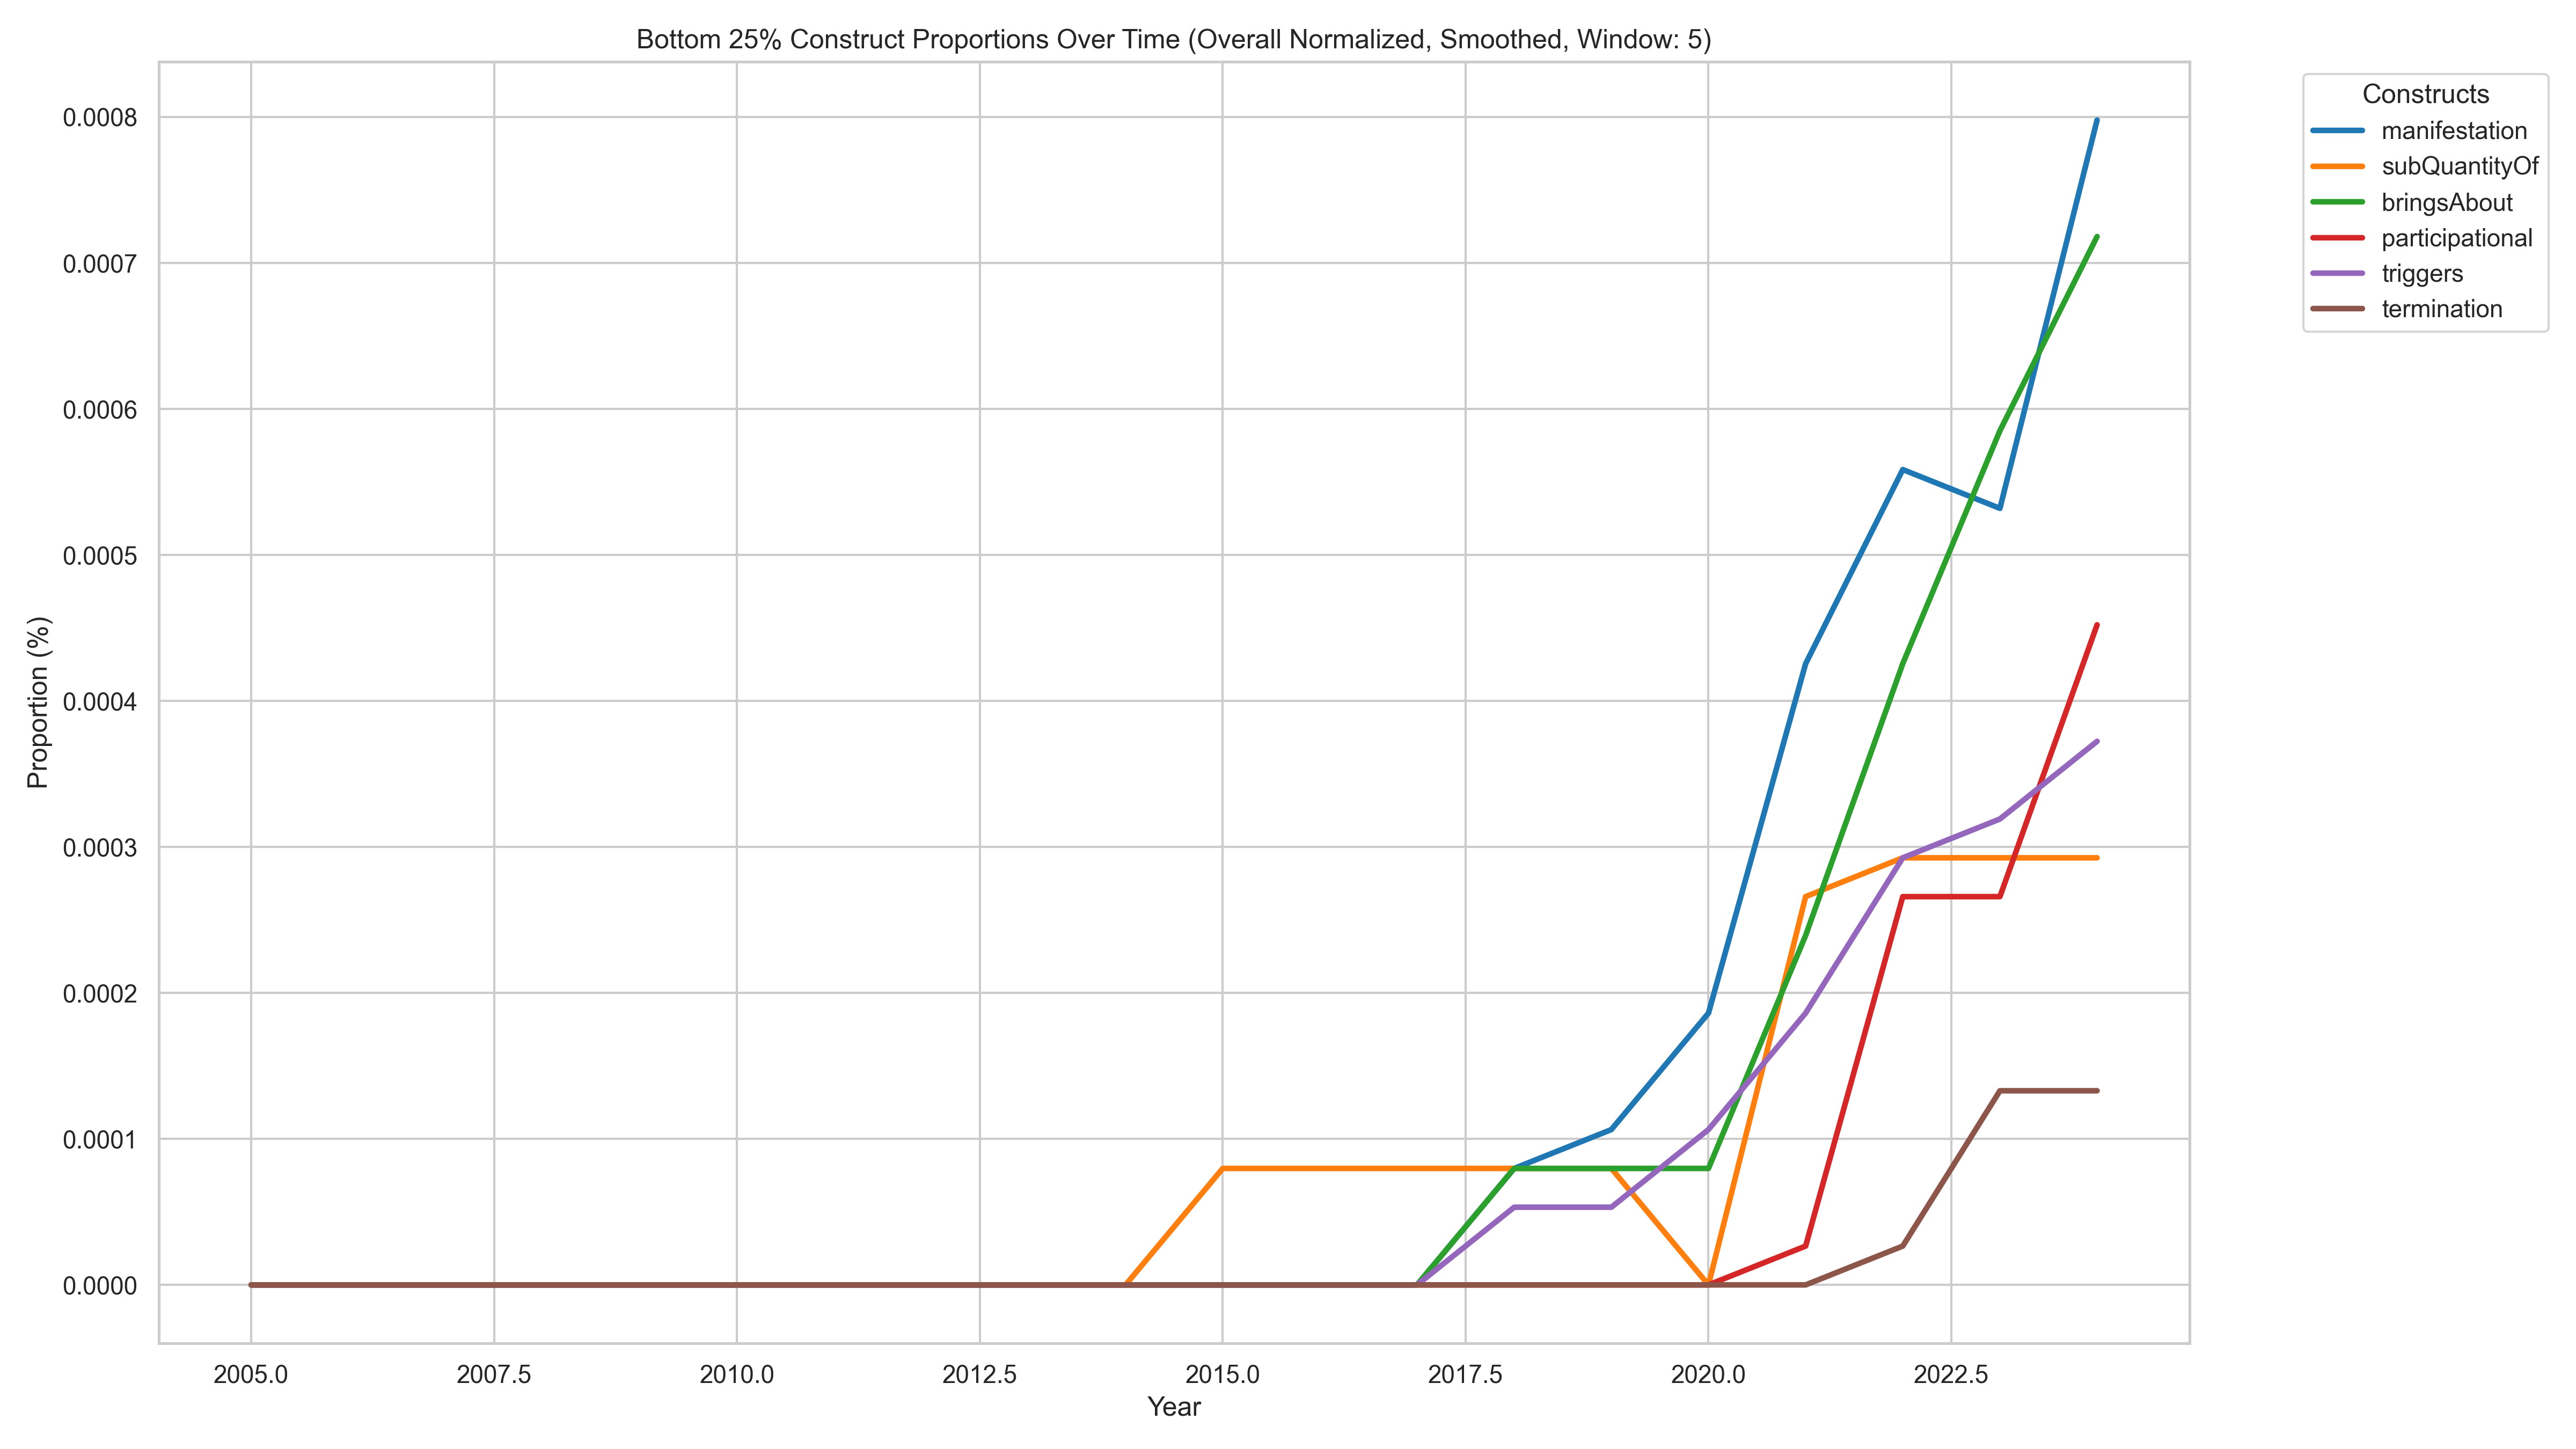 Bottom 25% Construct Proportions Over Time (Overall Normalized, Smoothed, Window: 5)
Constructs
manifestation
subQuantityOf
bringsAbout
participational
triggers
termination
Proportion (%)
0.0008
0.0007
0.0006
0.0005
0.0004
0.0003
0.0002
0.0001
0.0000
2005.0 2007.5 2010.0 2012.5 2015.0 2017.5 2020.0 2022.5
Year